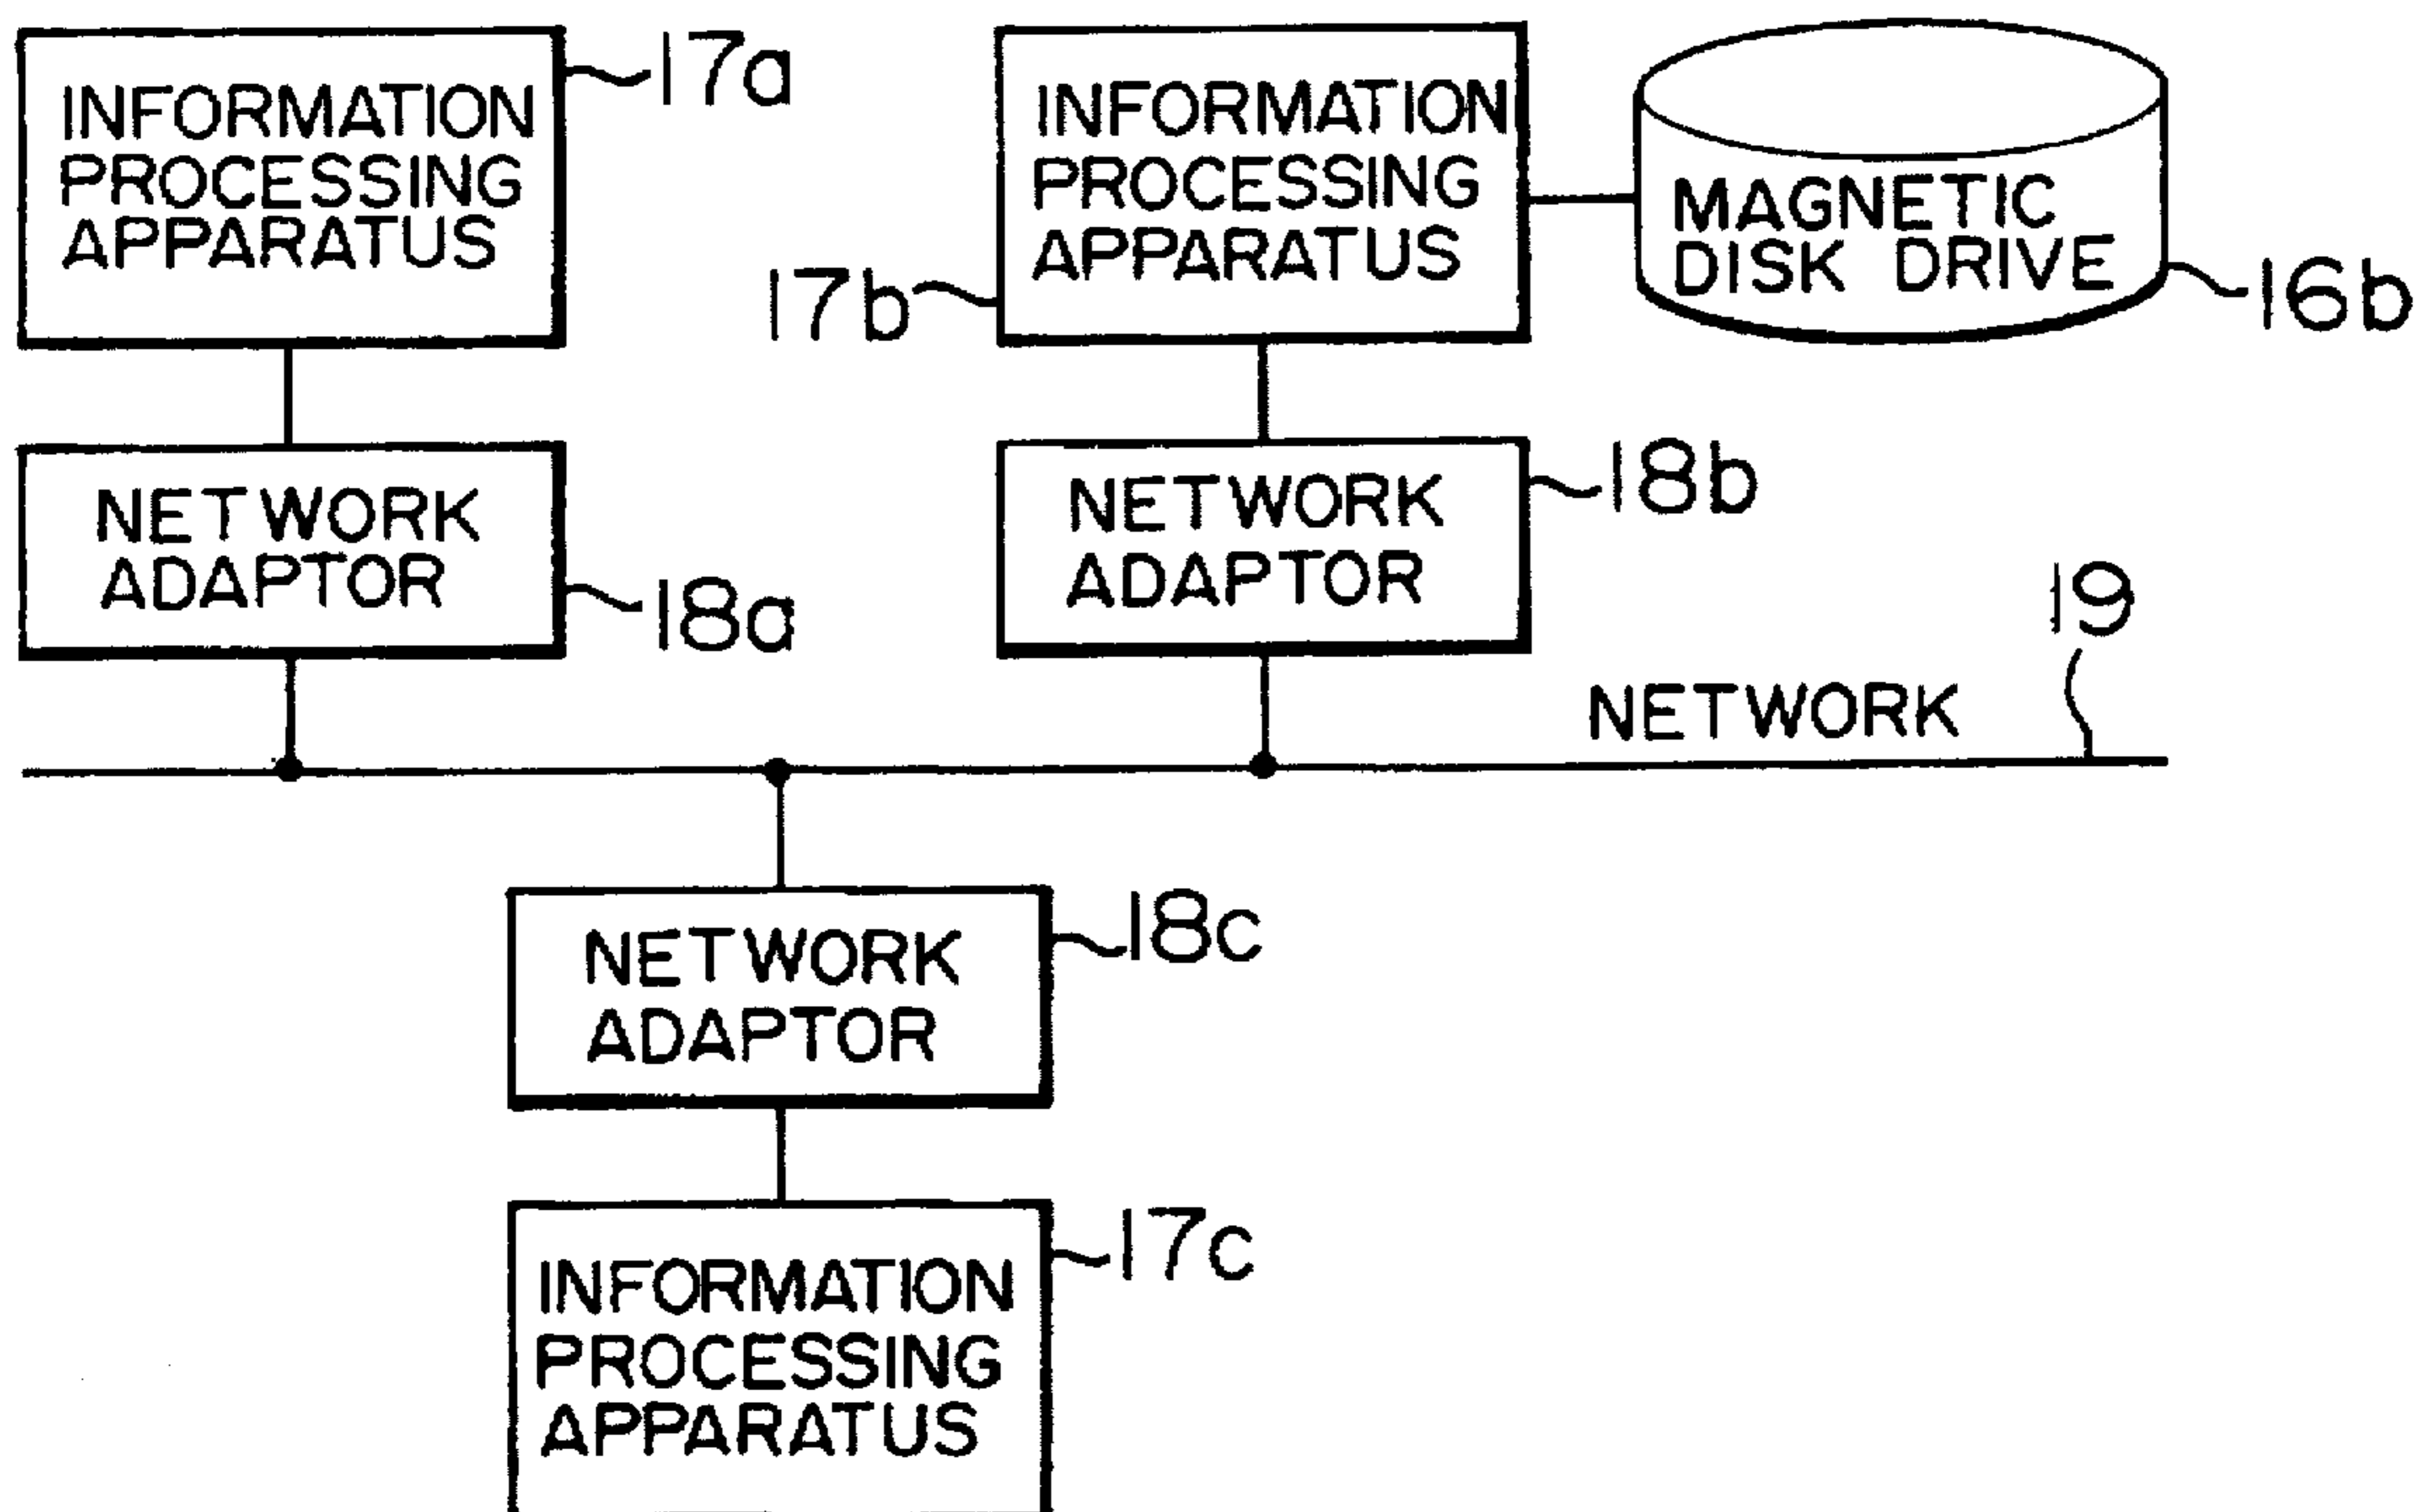 INFORMATION
PROCESSING
APPARATUS
17a
INFORMATION
PROCESSING
APPARATUS
17b
MAGNETIC
DISK DRIVE
16b
NETWORK
ADAPTOR
18a
NETWORK
ADAPTOR
18b
NETWORK
19
NETWORK
ADAPTOR
18c
INFORMATION
PROCESSING
APPARATUS
17c